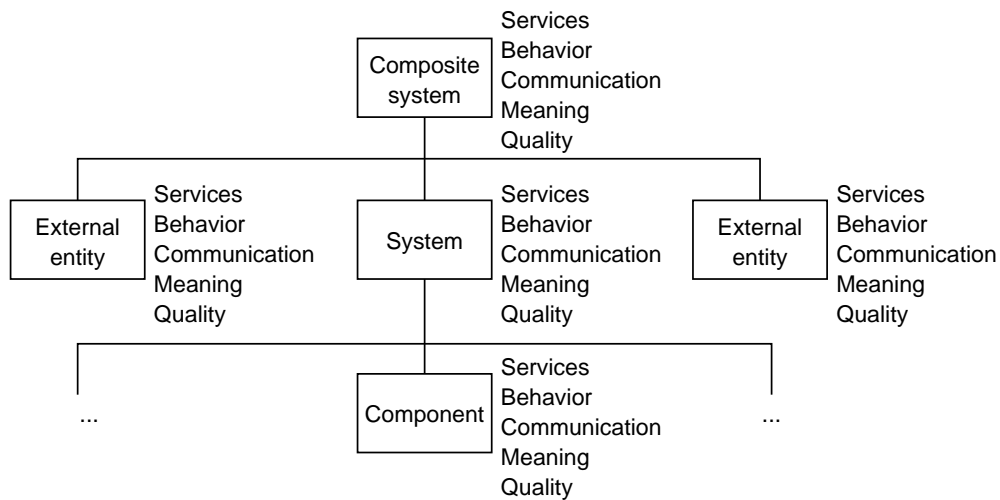 Composite
system
Services
Behavior
Communication
Meaning
Quality
External
entity
Services
Behavior
Communication
Meaning
Quality
System
Services
Behavior
Communication
Meaning
Quality
External
entity
Services
Behavior
Communication
Meaning
Quality
...
Component
Services
Behavior
Communication
Meaning
Quality
...